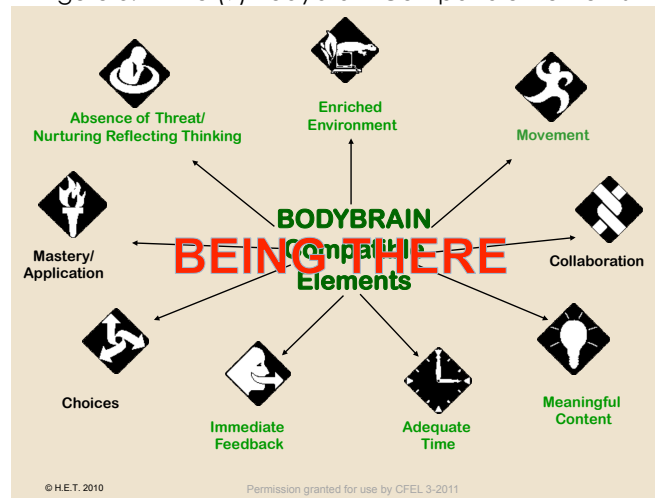 Enriched
Environment
Absence of Threat/
Nurturing Reflecting Thinking
Movement
BODYBRAIN
Compatible
Elements
BEING THERE
Mastery/
Application
Collaboration
Choices
Immediate
Feedback
Adequate
Time
Meaningful
Content
© H.E.T. 2010
Permission granted for use by CFEL 3-2011